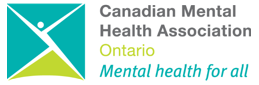 Canadian Mental
Health Association
Ontario
Mental health for all